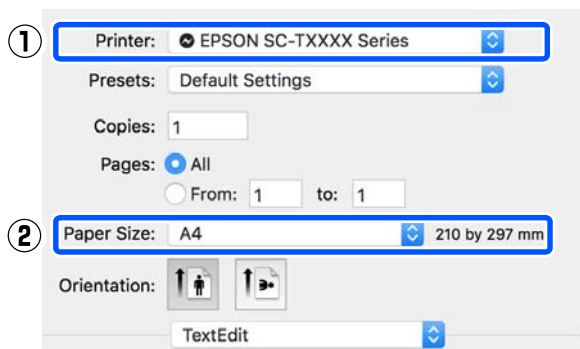 ① Printer: EPSON SC-TXXXX Series
Presets: Default Settings
Copies: 1
Pages: All
From: 1 to: 1
② Paper Size: A4 210 by 297 mm
Orientation:
TextEdit